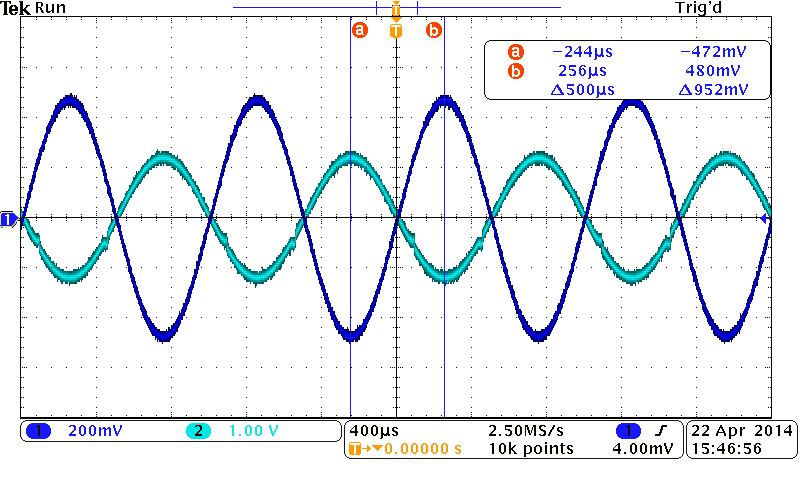 Tek Run T Trig'd
a T b
a −244µs −472mV
b 256µs 480mV
Δ500µs Δ952mV
T
1 200mV 2 1.00 V 400µs 2.50MS/s 1 22 Apr 2014
T→▼0.00000 s 10k points 4.00mV 15:46:56